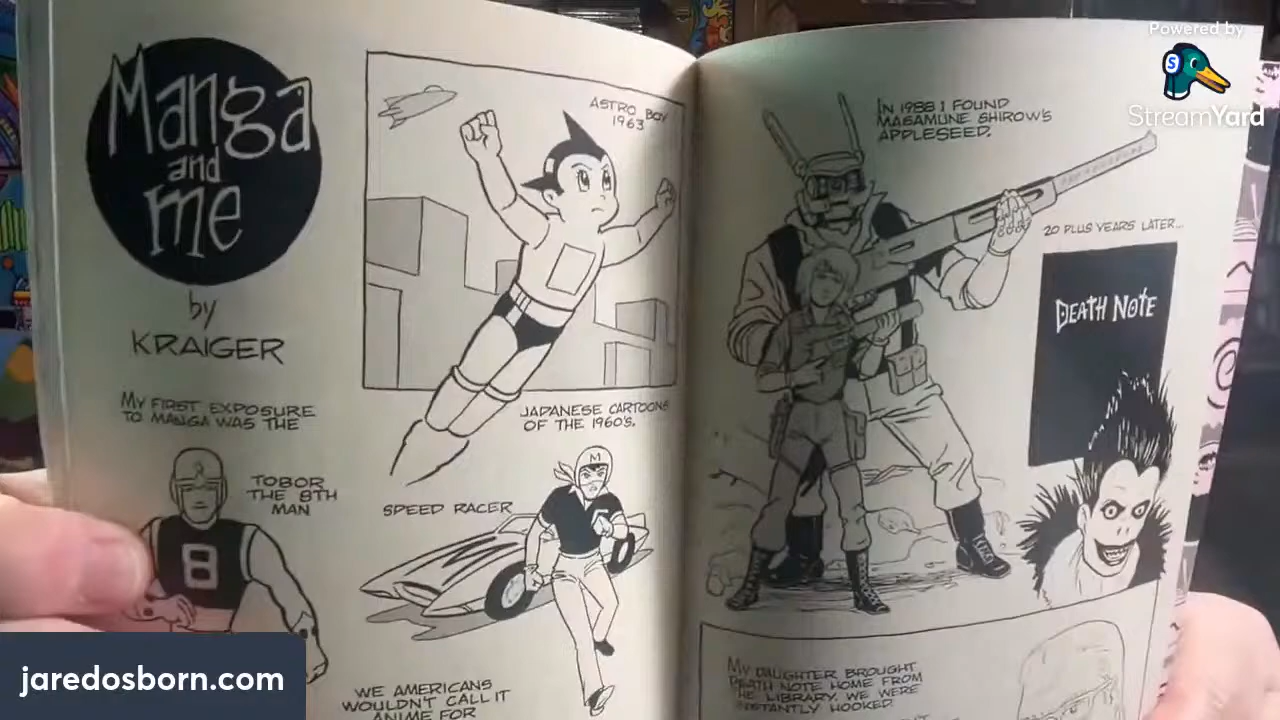 Manga
and
me
by
KRAIGER
MY FIRST EXPOSURE
TO MANGA WAS THE
TOBOR
THE 8TH
MAN
8
ASTRO BOY
1963
JAPANESE CARTOONS
OF THE 1960'S.
SPEED RACER
M
WE AMERICANS
WOULDN'T CALL IT
ANIME FOR
IN 1988 I FOUND
MASAMUNE SHIROW'S
APPLESEED.
20 PLUS YEARS LATER...
DEATH NOTE
MY DAUGHTER BROUGHT
DEATH NOTE HOME FROM
THE LIBRARY. WE WERE
INSTANTLY HOOKED.
Powered by
S
StreamYard
jaredosborn.com